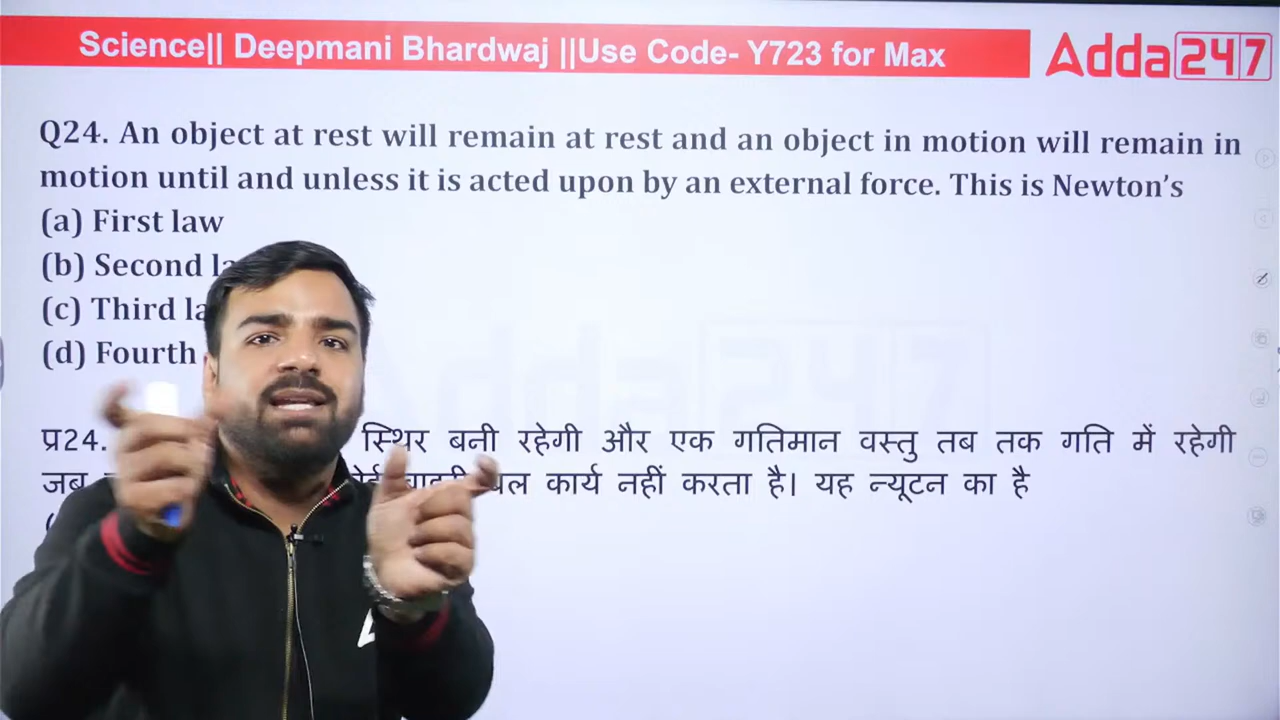 Science|| Deepmani Bhardwaj ||Use Code- Y723 for Max
Adda247
Q24. An object at rest will remain at rest and an object in motion will remain in
motion until and unless it is acted upon by an external force. This is Newton's
(a) First law
(b) Second
(c) Third
(d) Fourth
Adda247
प्र24. स्थिर बनी रहेगी और एक गतिमान वस्तु तब तक गति में रहेगी
जब बल कार्य नहीं करता है। यह न्यूटन का है